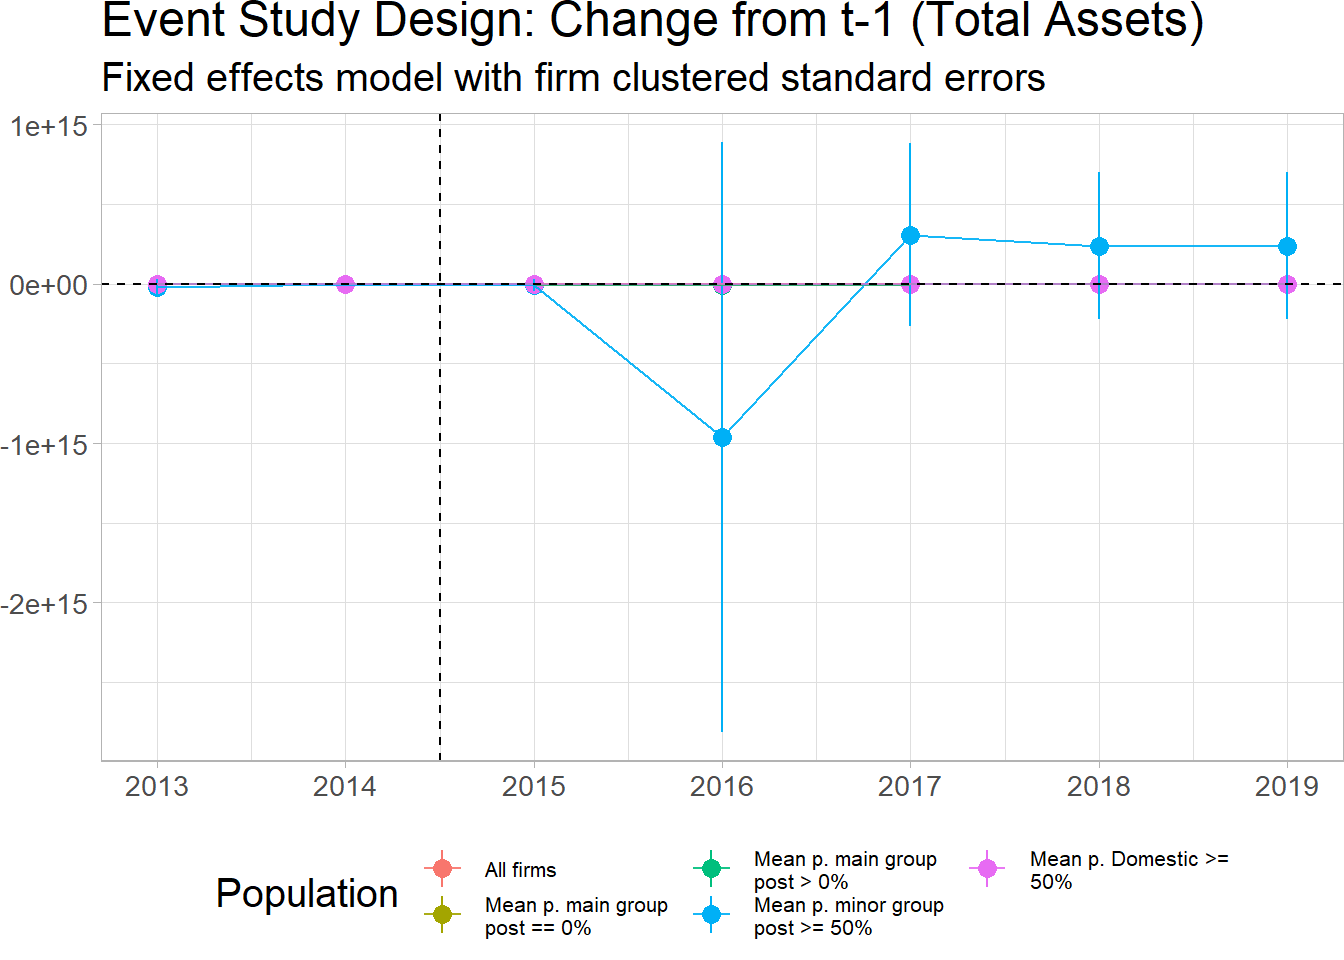 Event Study Design: Change from t-1 (Total Assets)
Fixed effects model with firm clustered standard errors
1e+15
0e+00
-1e+15
-2e+15
2013 2014 2015 2016 2017 2018 2019
Population
All firms
Mean p. main group
post == 0%
Mean p. main group
post > 0%
Mean p. minor group
post >= 50%
Mean p. Domestic >=
50%